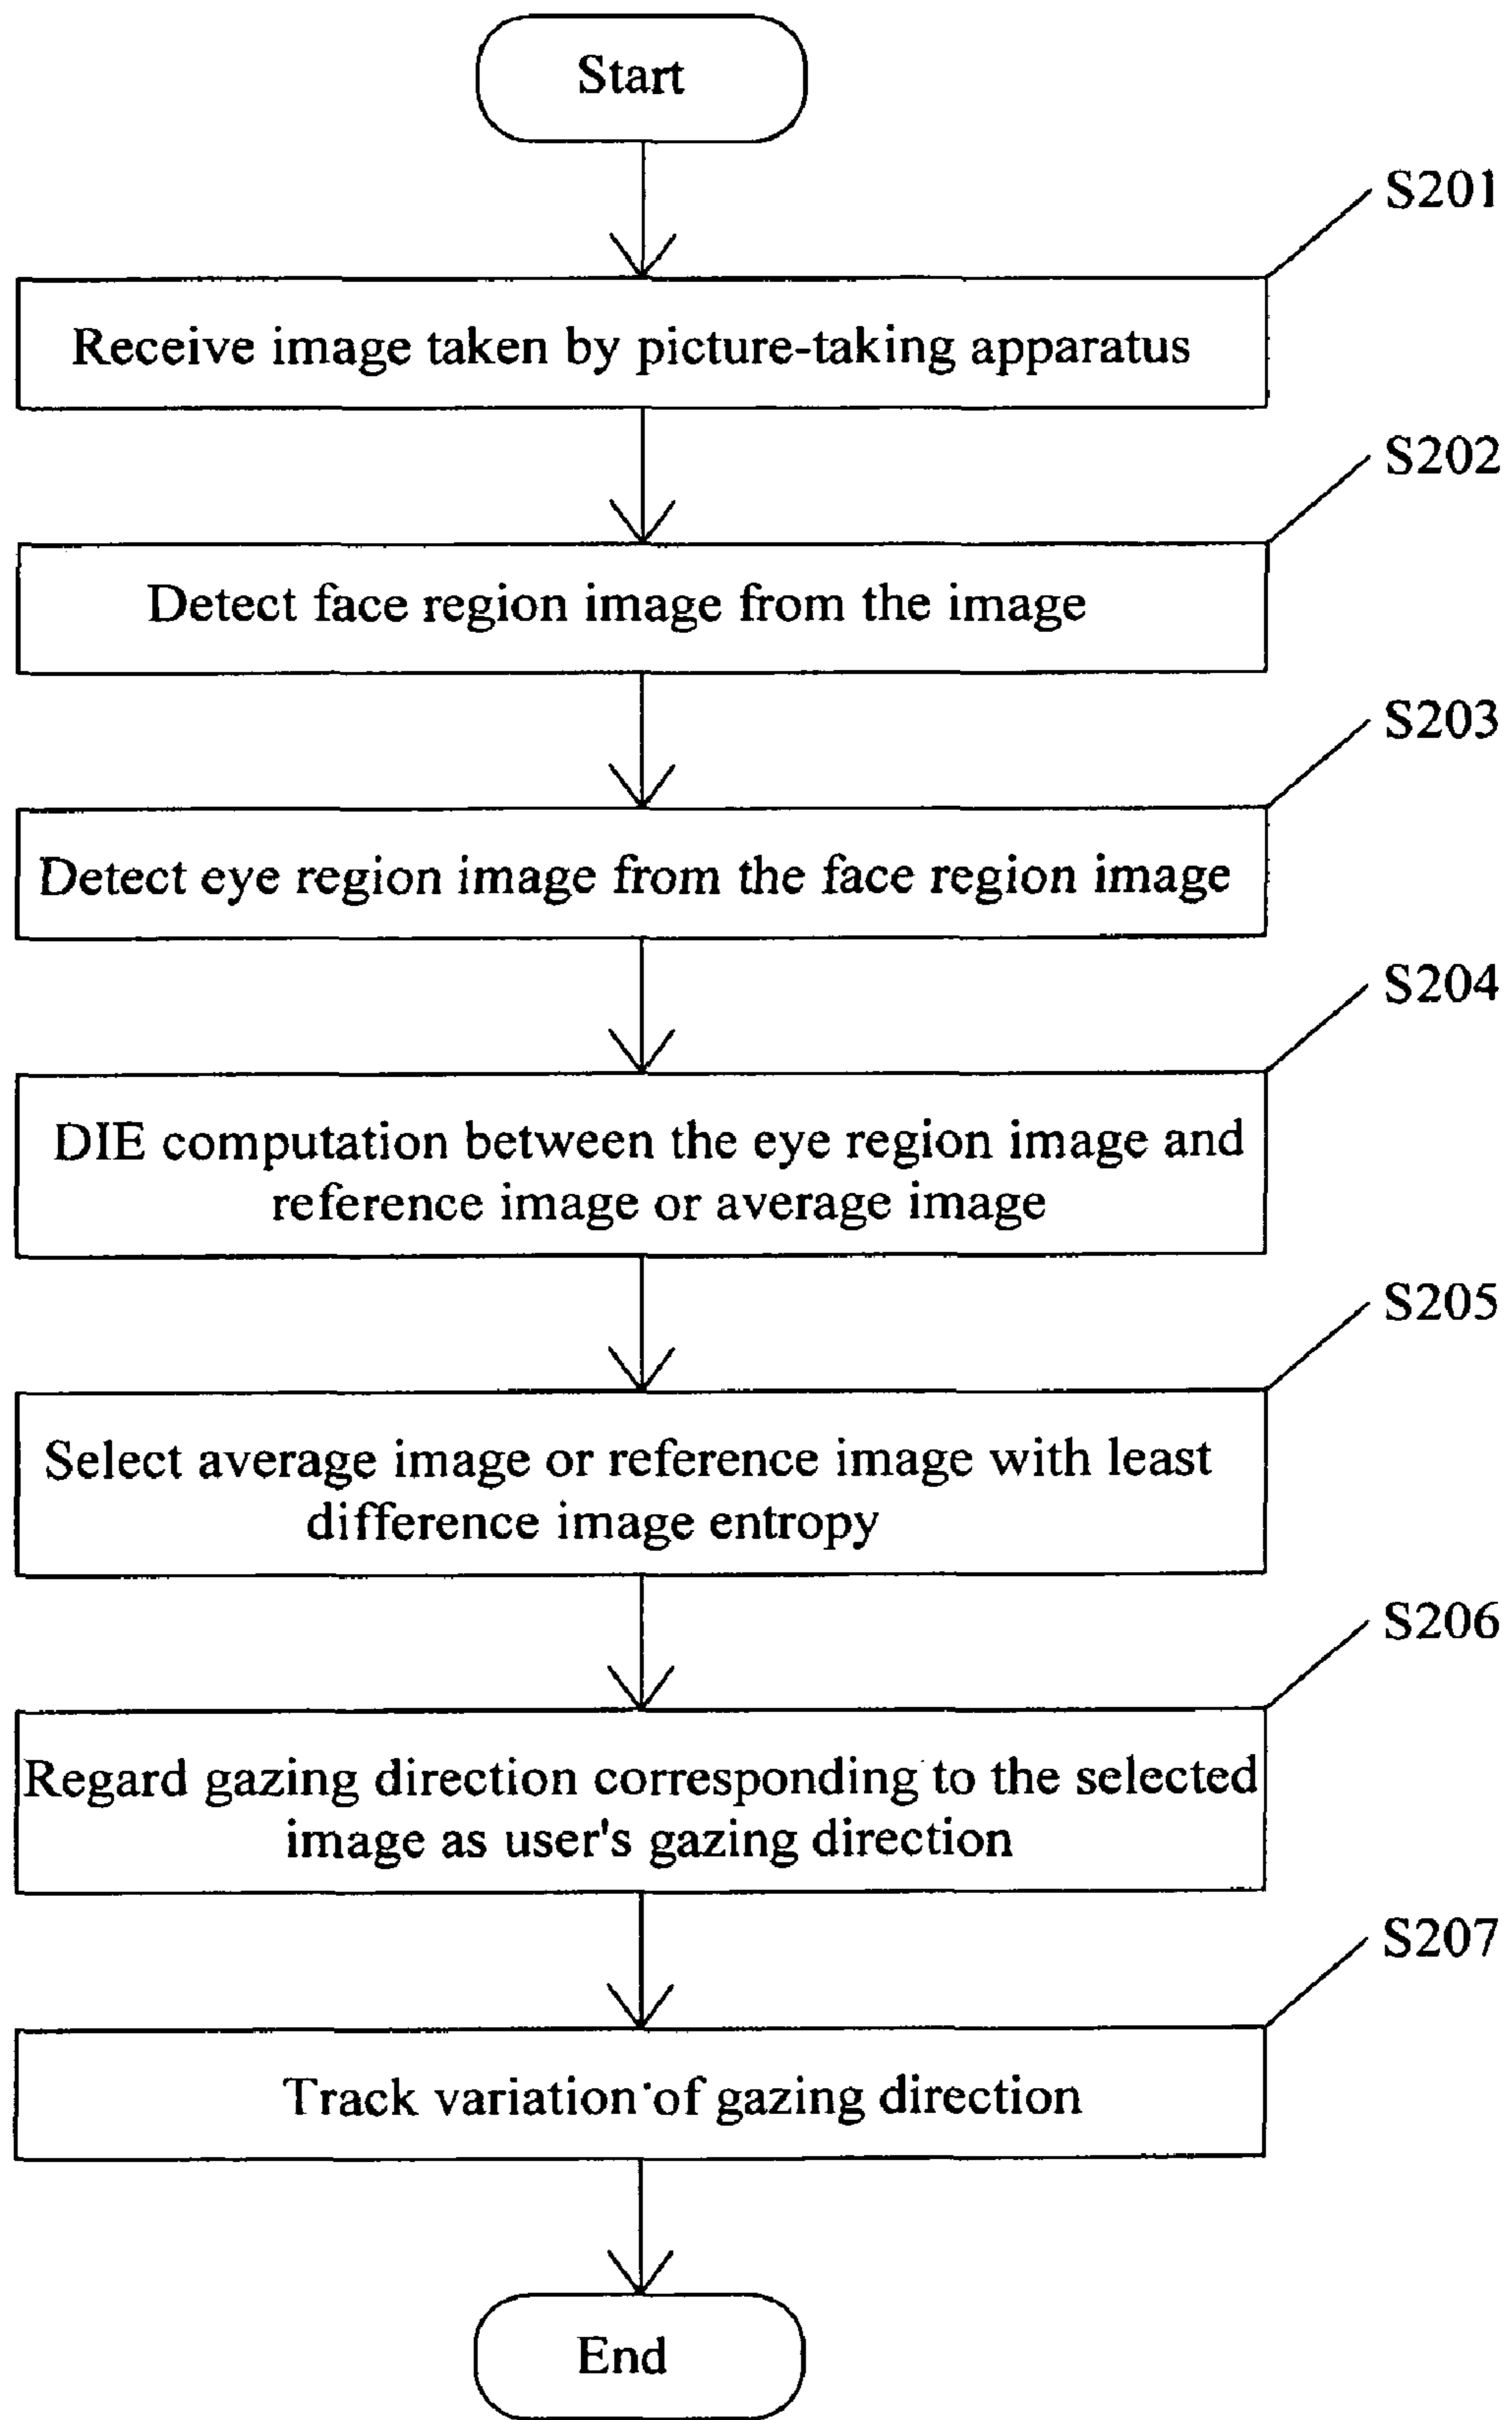 Start
S201
Receive image taken by picture-taking apparatus
S202
Detect face region image from the image
S203
Detect eye region image from the face region image
S204
DIE computation between the eye region image and
reference image or average image
S205
Select average image or reference image with least
difference image entropy
S206
Regard gazing direction corresponding to the selected
image as user's gazing direction
S207
Track variation of gazing direction
End